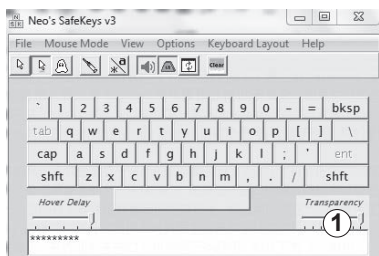 Neo's SafeKeys v3
File Mouse Mode View Options Keyboard Layout Help
Clear
` 1 2 3 4 5 6 7 8 9 0 - = bksp
tab q w e r t y u i o p [ ] \
cap a s d f g h j k l ; ' ent
shft z x c v b n m , . / shft
Hover Delay Transparency
1
*********